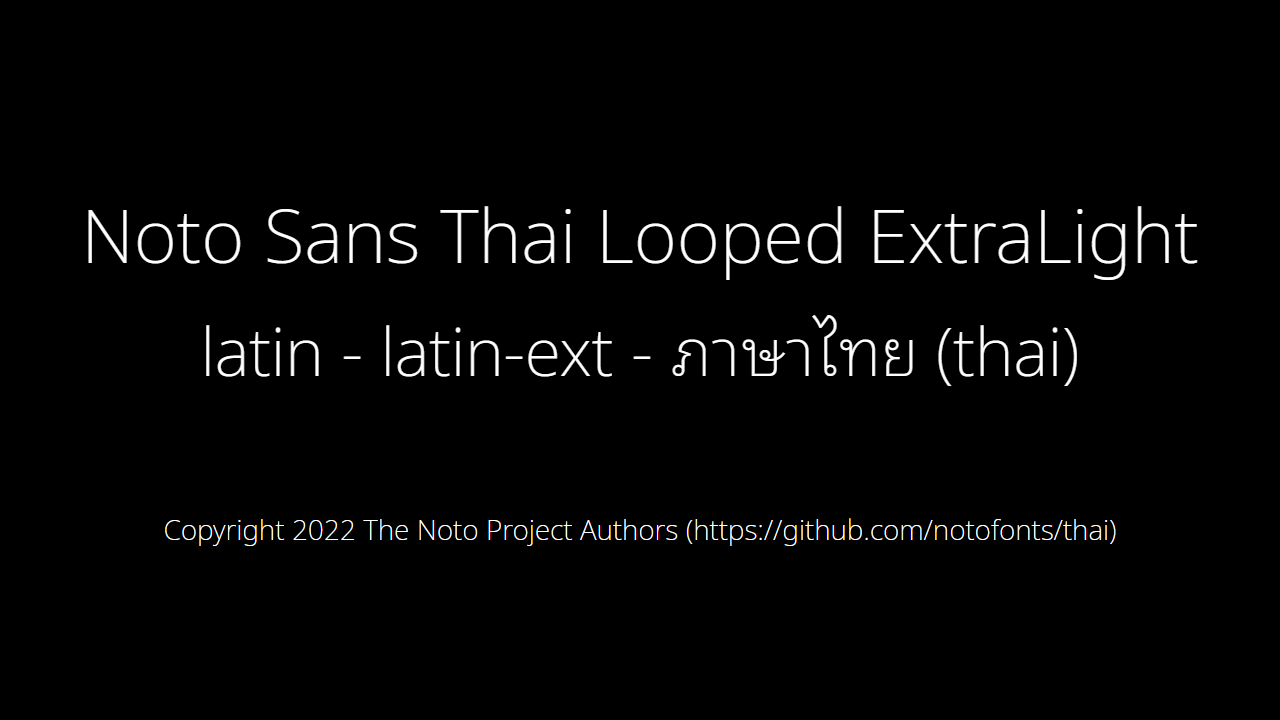 Noto Sans Thai Looped ExtraLight
latin - latin-ext - ภาษาไทย (thai)
Copyright 2022 The Noto Project Authors (https://github.com/notofonts/thai)